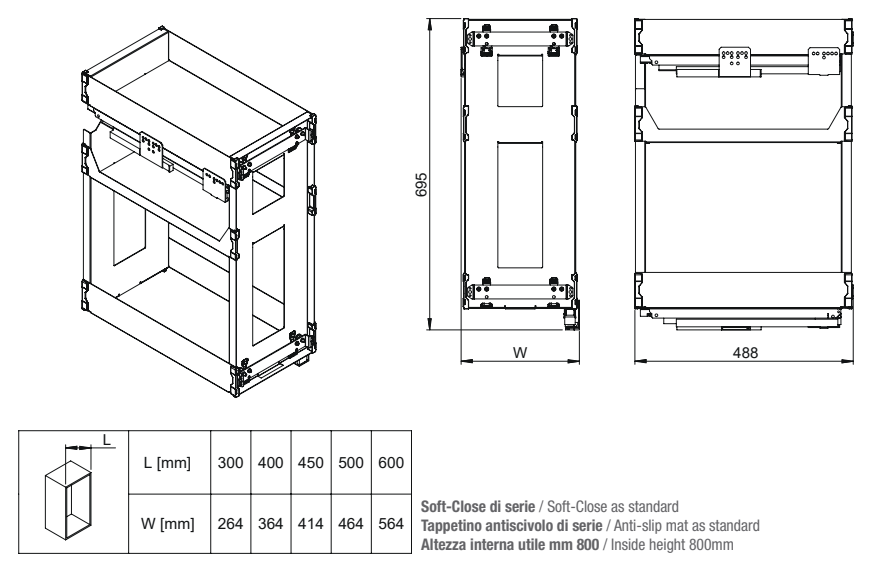 695
W
488
L
L [mm] 300 400 450 500 600
W [mm] 264 364 414 464 564
Soft-Close di serie / Soft-Close as standard
Tappetino antiscivolo di serie / Anti-slip mat as standard
Altezza interna utile mm 800 / Inside height 800mm